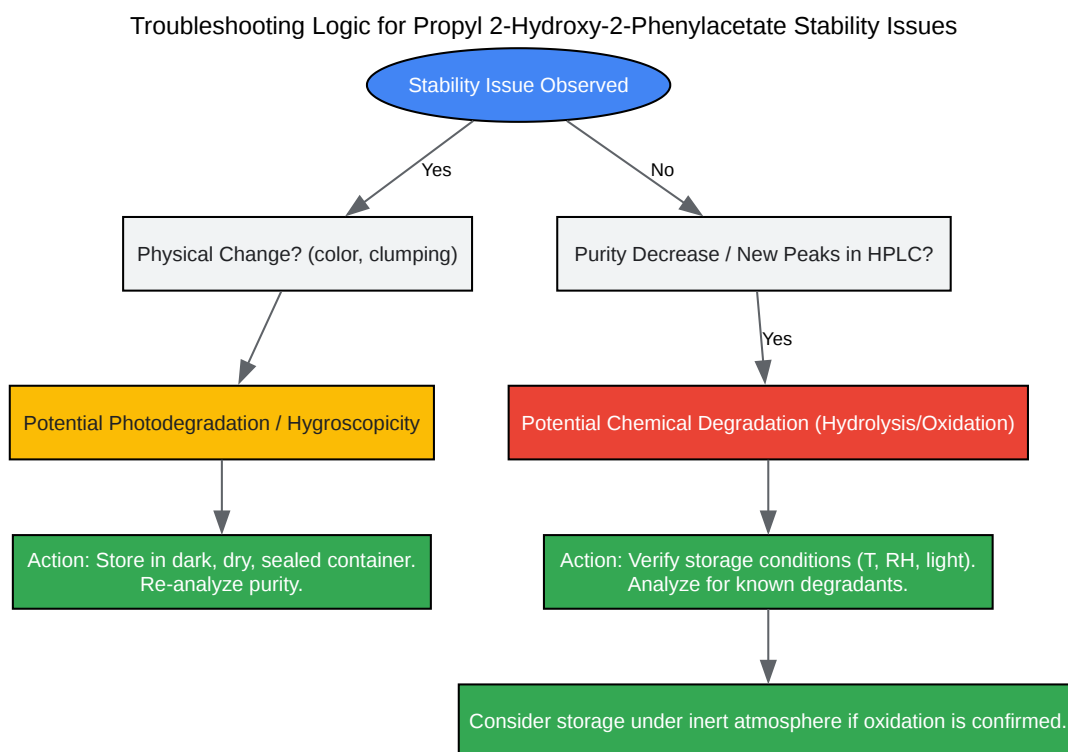 Troubleshooting Logic for Propyl 2-Hydroxy-2-Phenylacetate Stability Issues
Stability Issue Observed
Yes
No
Physical Change? (color, clumping)
Purity Decrease / New Peaks in HPLC?
Yes
Potential Photodegradation / Hygroscopicity
Potential Chemical Degradation (Hydrolysis/Oxidation)
Action: Store in dark, dry, sealed container.
Re-analyze purity.
Action: Verify storage conditions (T, RH, light).
Analyze for known degradants.
Consider storage under inert atmosphere if oxidation is confirmed.